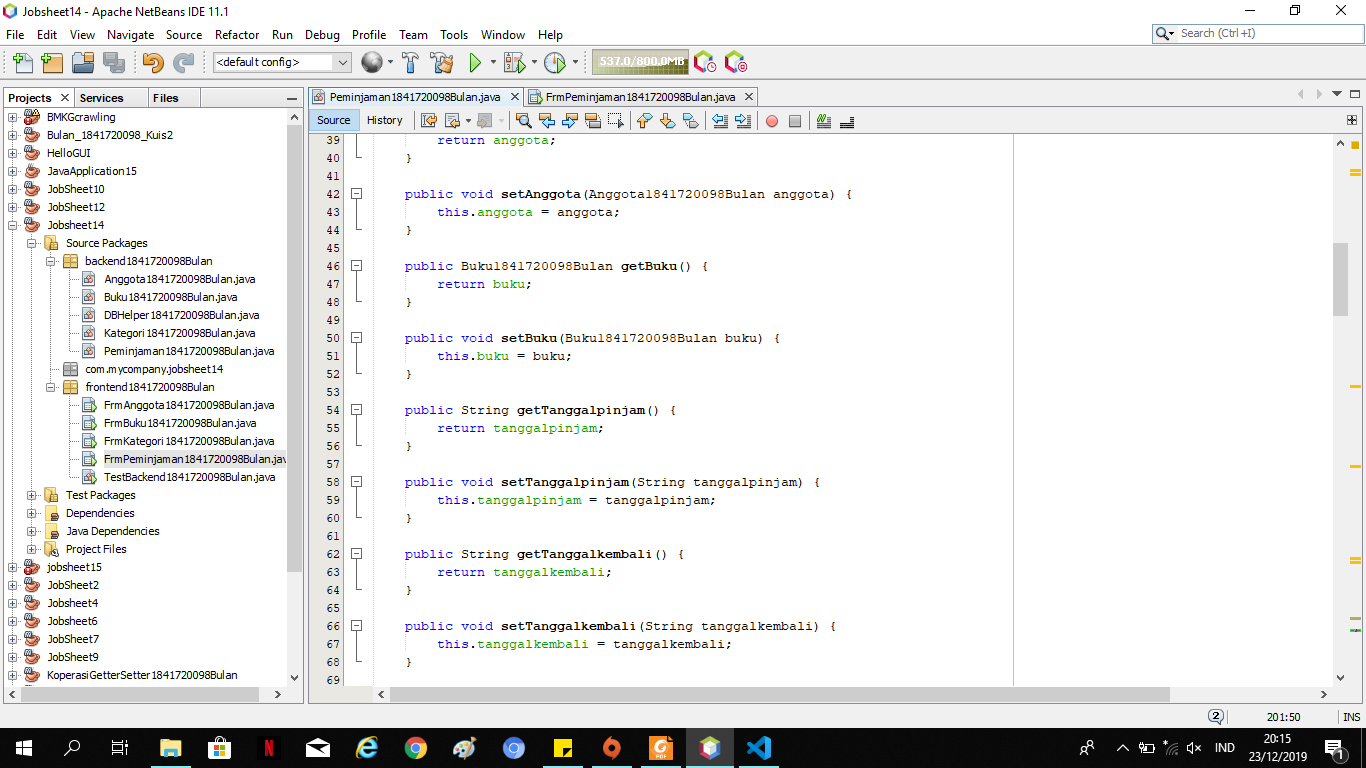 Jobsheet14 - Apache NetBeans IDE 11.1
File Edit View Navigate Source Refactor Run Debug Profile Team Tools Window Help
Search (Ctrl+I)
<default config>
537.0/800.0MB
Projects Services Files
Peminjaman1841720098Bulan.java FrmPeminjaman1841720098Bulan.java
Source History
BMKGcrawling
Bulan_1841720098_Kuis2
HelloGUI
JavaApplication15
JobSheet10
JobSheet12
Jobsheet14
Source Packages
backend1841720098Bulan
Anggota1841720098Bulan.java
Buku1841720098Bulan.java
DBHelper1841720098Bulan.java
Kategori1841720098Bulan.java
Peminjaman1841720098Bulan.java
com.mycompany.jobsheet14
frontend1841720098Bulan
FrmAnggota1841720098Bulan.java
FrmBuku1841720098Bulan.java
FrmKategori1841720098Bulan.java
FrmPeminjaman1841720098Bulan.jav
TestBackend1841720098Bulan.java
Test Packages
Dependencies
Java Dependencies
Project Files
jobsheet15
JobSheet2
Jobsheet4
Jobsheet6
JobSheet7
JobSheet9
KoperasiGetterSetter1841720098Bulan
39 return anggota;
40 }
41
42 public void setAnggota(Anggota1841720098Bulan anggota) {
43 this.anggota = anggota;
44 }
45
46 public Buku1841720098Bulan getBuku() {
47 return buku;
48 }
49
50 public void setBuku(Buku1841720098Bulan buku) {
51 this.buku = buku;
52 }
53
54 public String getTanggalpinjam() {
55 return tanggalpinjam;
56 }
57
58 public void setTanggalpinjam(String tanggalpinjam) {
59 this.tanggalpinjam = tanggalpinjam;
60 }
61
62 public String getTanggalkembali() {
63 return tanggalkembali;
64 }
65
66 public void setTanggalkembali(String tanggalkembali) {
67 this.tanggalkembali = tanggalkembali;
68 }
69
2 201:50 INS
IND
20:15
23/12/2019
1